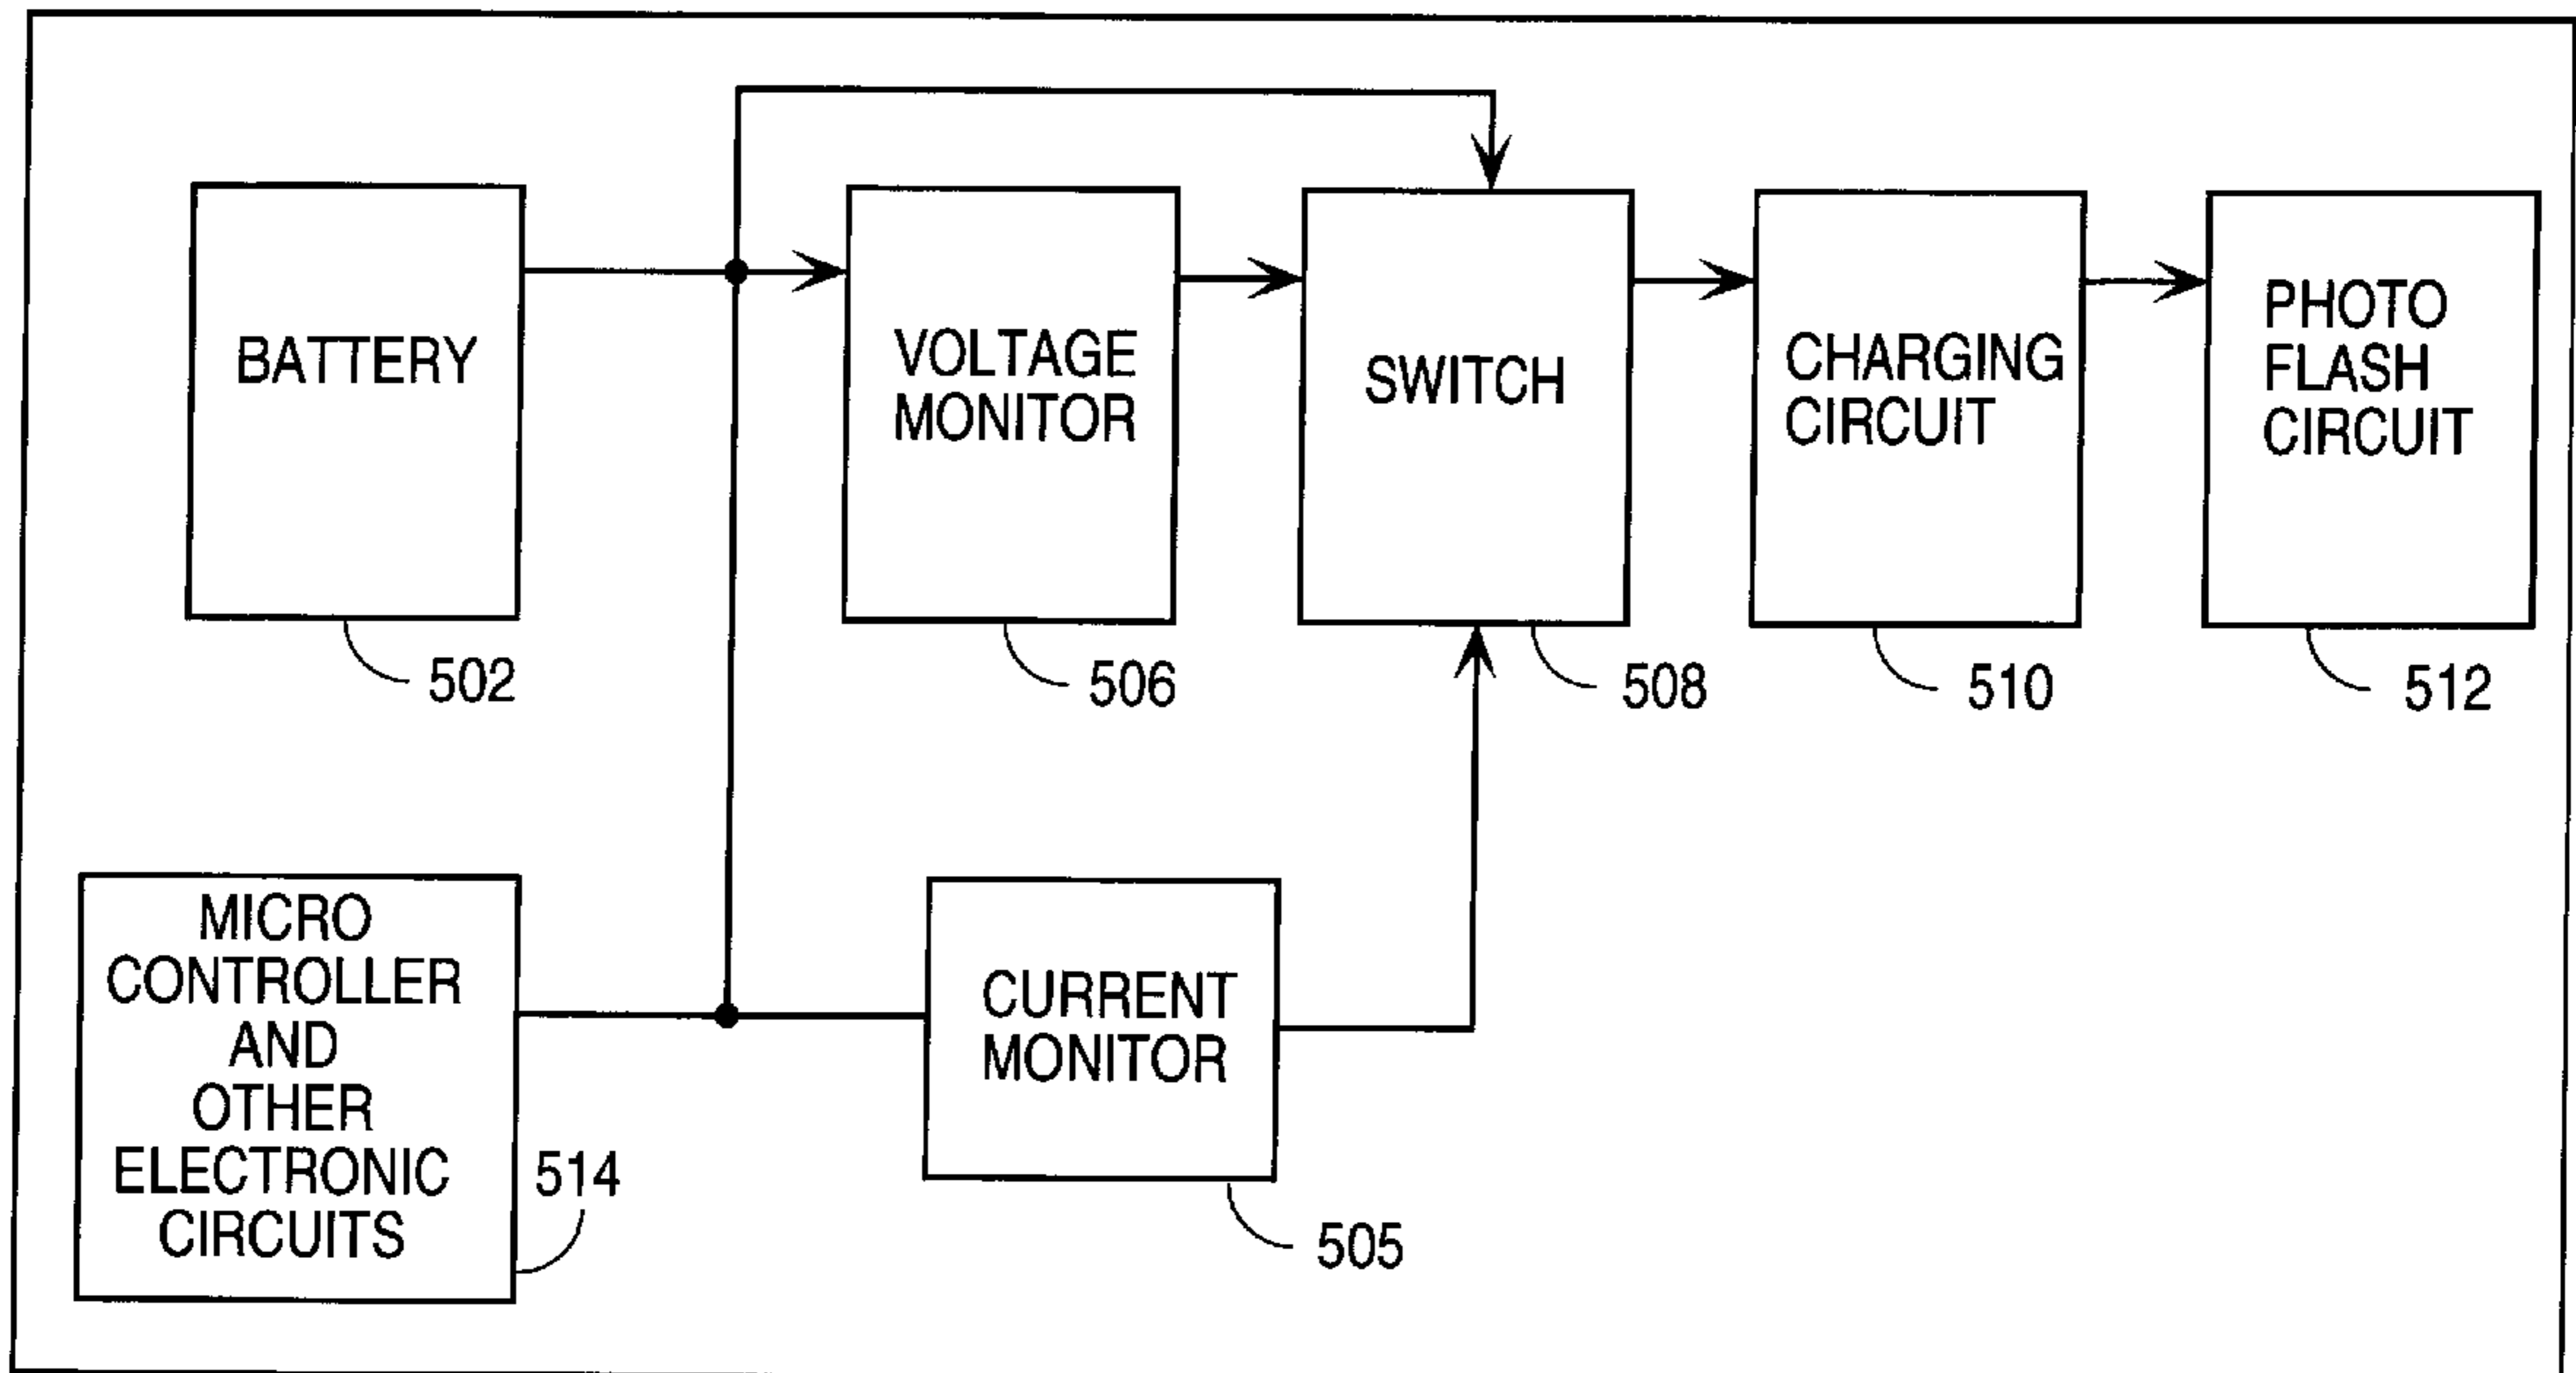 BATTERY
502
VOLTAGE
MONITOR
506
SWITCH
508
CHARGING
CIRCUIT
510
PHOTO
FLASH
CIRCUIT
512
MICRO
CONTROLLER
AND
OTHER
ELECTRONIC
CIRCUITS
514
CURRENT
MONITOR
505